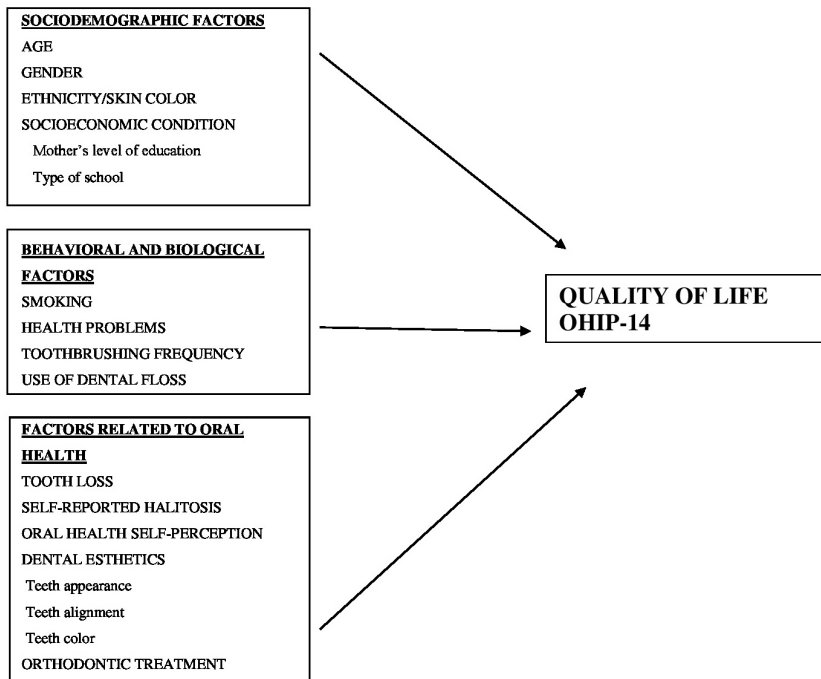 SOCIODEMOGRAPHIC FACTORS
AGE
GENDER
ETHNICITY/SKIN COLOR
SOCIOECONOMIC CONDITION
Mother's level of education
Type of school
BEHAVIORAL AND BIOLOGICAL
FACTORS
SMOKING
HEALTH PROBLEMS
TOOTHBRUSHING FREQUENCY
USE OF DENTAL FLOSS
FACTORS RELATED TO ORAL
HEALTH
TOOTH LOSS
SELF-REPORTED HALITOSIS
ORAL HEALTH SELF-PERCEPTION
DENTAL ESTHETICS
Teeth appearance
Teeth alignment
Teeth color
ORTHODONTIC TREATMENT
QUALITY OF LIFE
OHIP-14